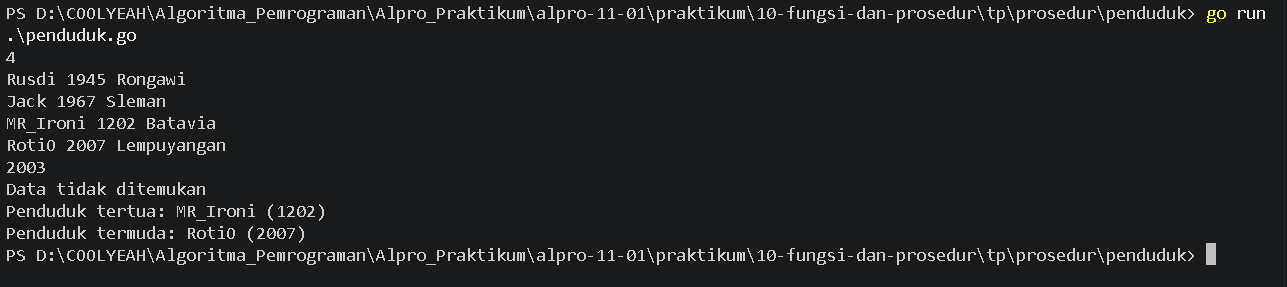 PS D:\COOLYEAH\Algoritma_Pemrograman\Alpro_Praktikum\alpro-11-01\praktikum\10-fungsi-dan-prosedur\tp\prosedur\penduduk> go run
.\penduduk.go
4
Rusdi 1945 Rongawi
Jack 1967 Sleman
MR_Ironi 1202 Batavia
RotiO 2007 Lempuyangan
2003
Data tidak ditemukan
Penduduk tertua: MR_Ironi (1202)
Penduduk termuda: RotiO (2007)
PS D:\COOLYEAH\Algoritma_Pemrograman\Alpro_Praktikum\alpro-11-01\praktikum\10-fungsi-dan-prosedur\tp\prosedur\penduduk>